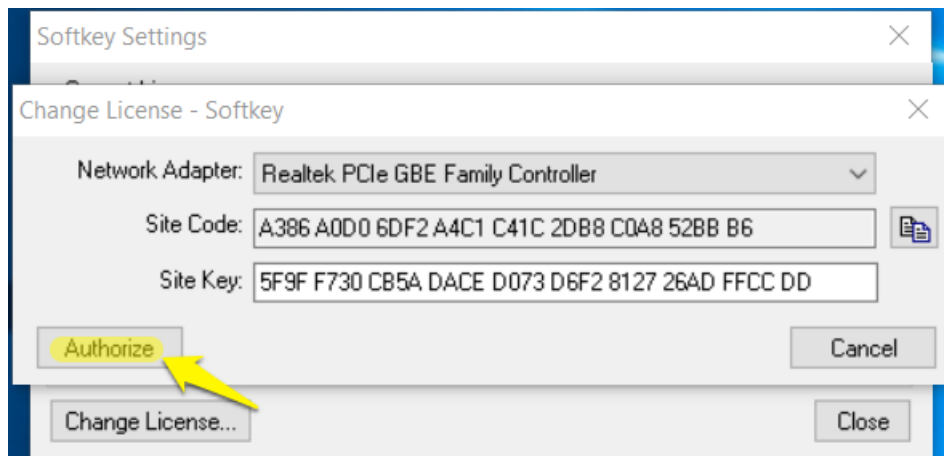 Softkey Settings
Change License - Softkey
Network Adapter: Realtek PCIe GBE Family Controller
Site Code: A386 A0D0 6DF2 A4C1 C41C 2DB8 C0A8 52BB B6
Site Key: 5F9F F730 CB5A DACE D073 D6F2 8127 26AD FFCC DD
Authorize
Cancel
Change License...
Close